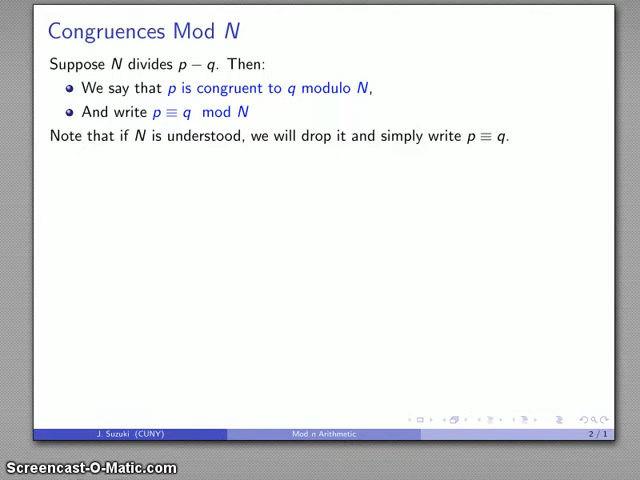 Congruences Mod N
Suppose N divides p − q. Then:
We say that p is congruent to q modulo N,
And write p ≡ q mod N
Note that if N is understood, we will drop it and simply write p ≡ q.
J. Suzuki (CUNY) Mod n Arithmetic 2 / 1
Screencast-O-Matic.com